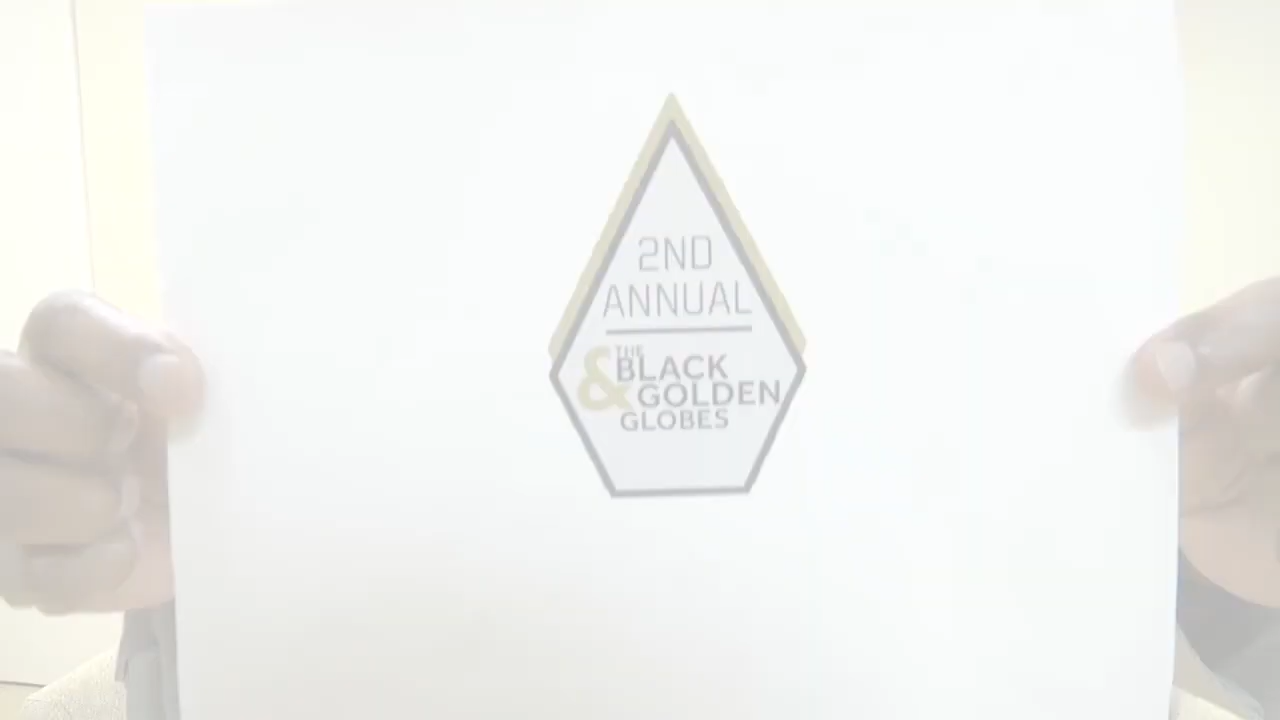 2ND
ANNUAL
& THE
BLACK
GOLDEN
GLOBES